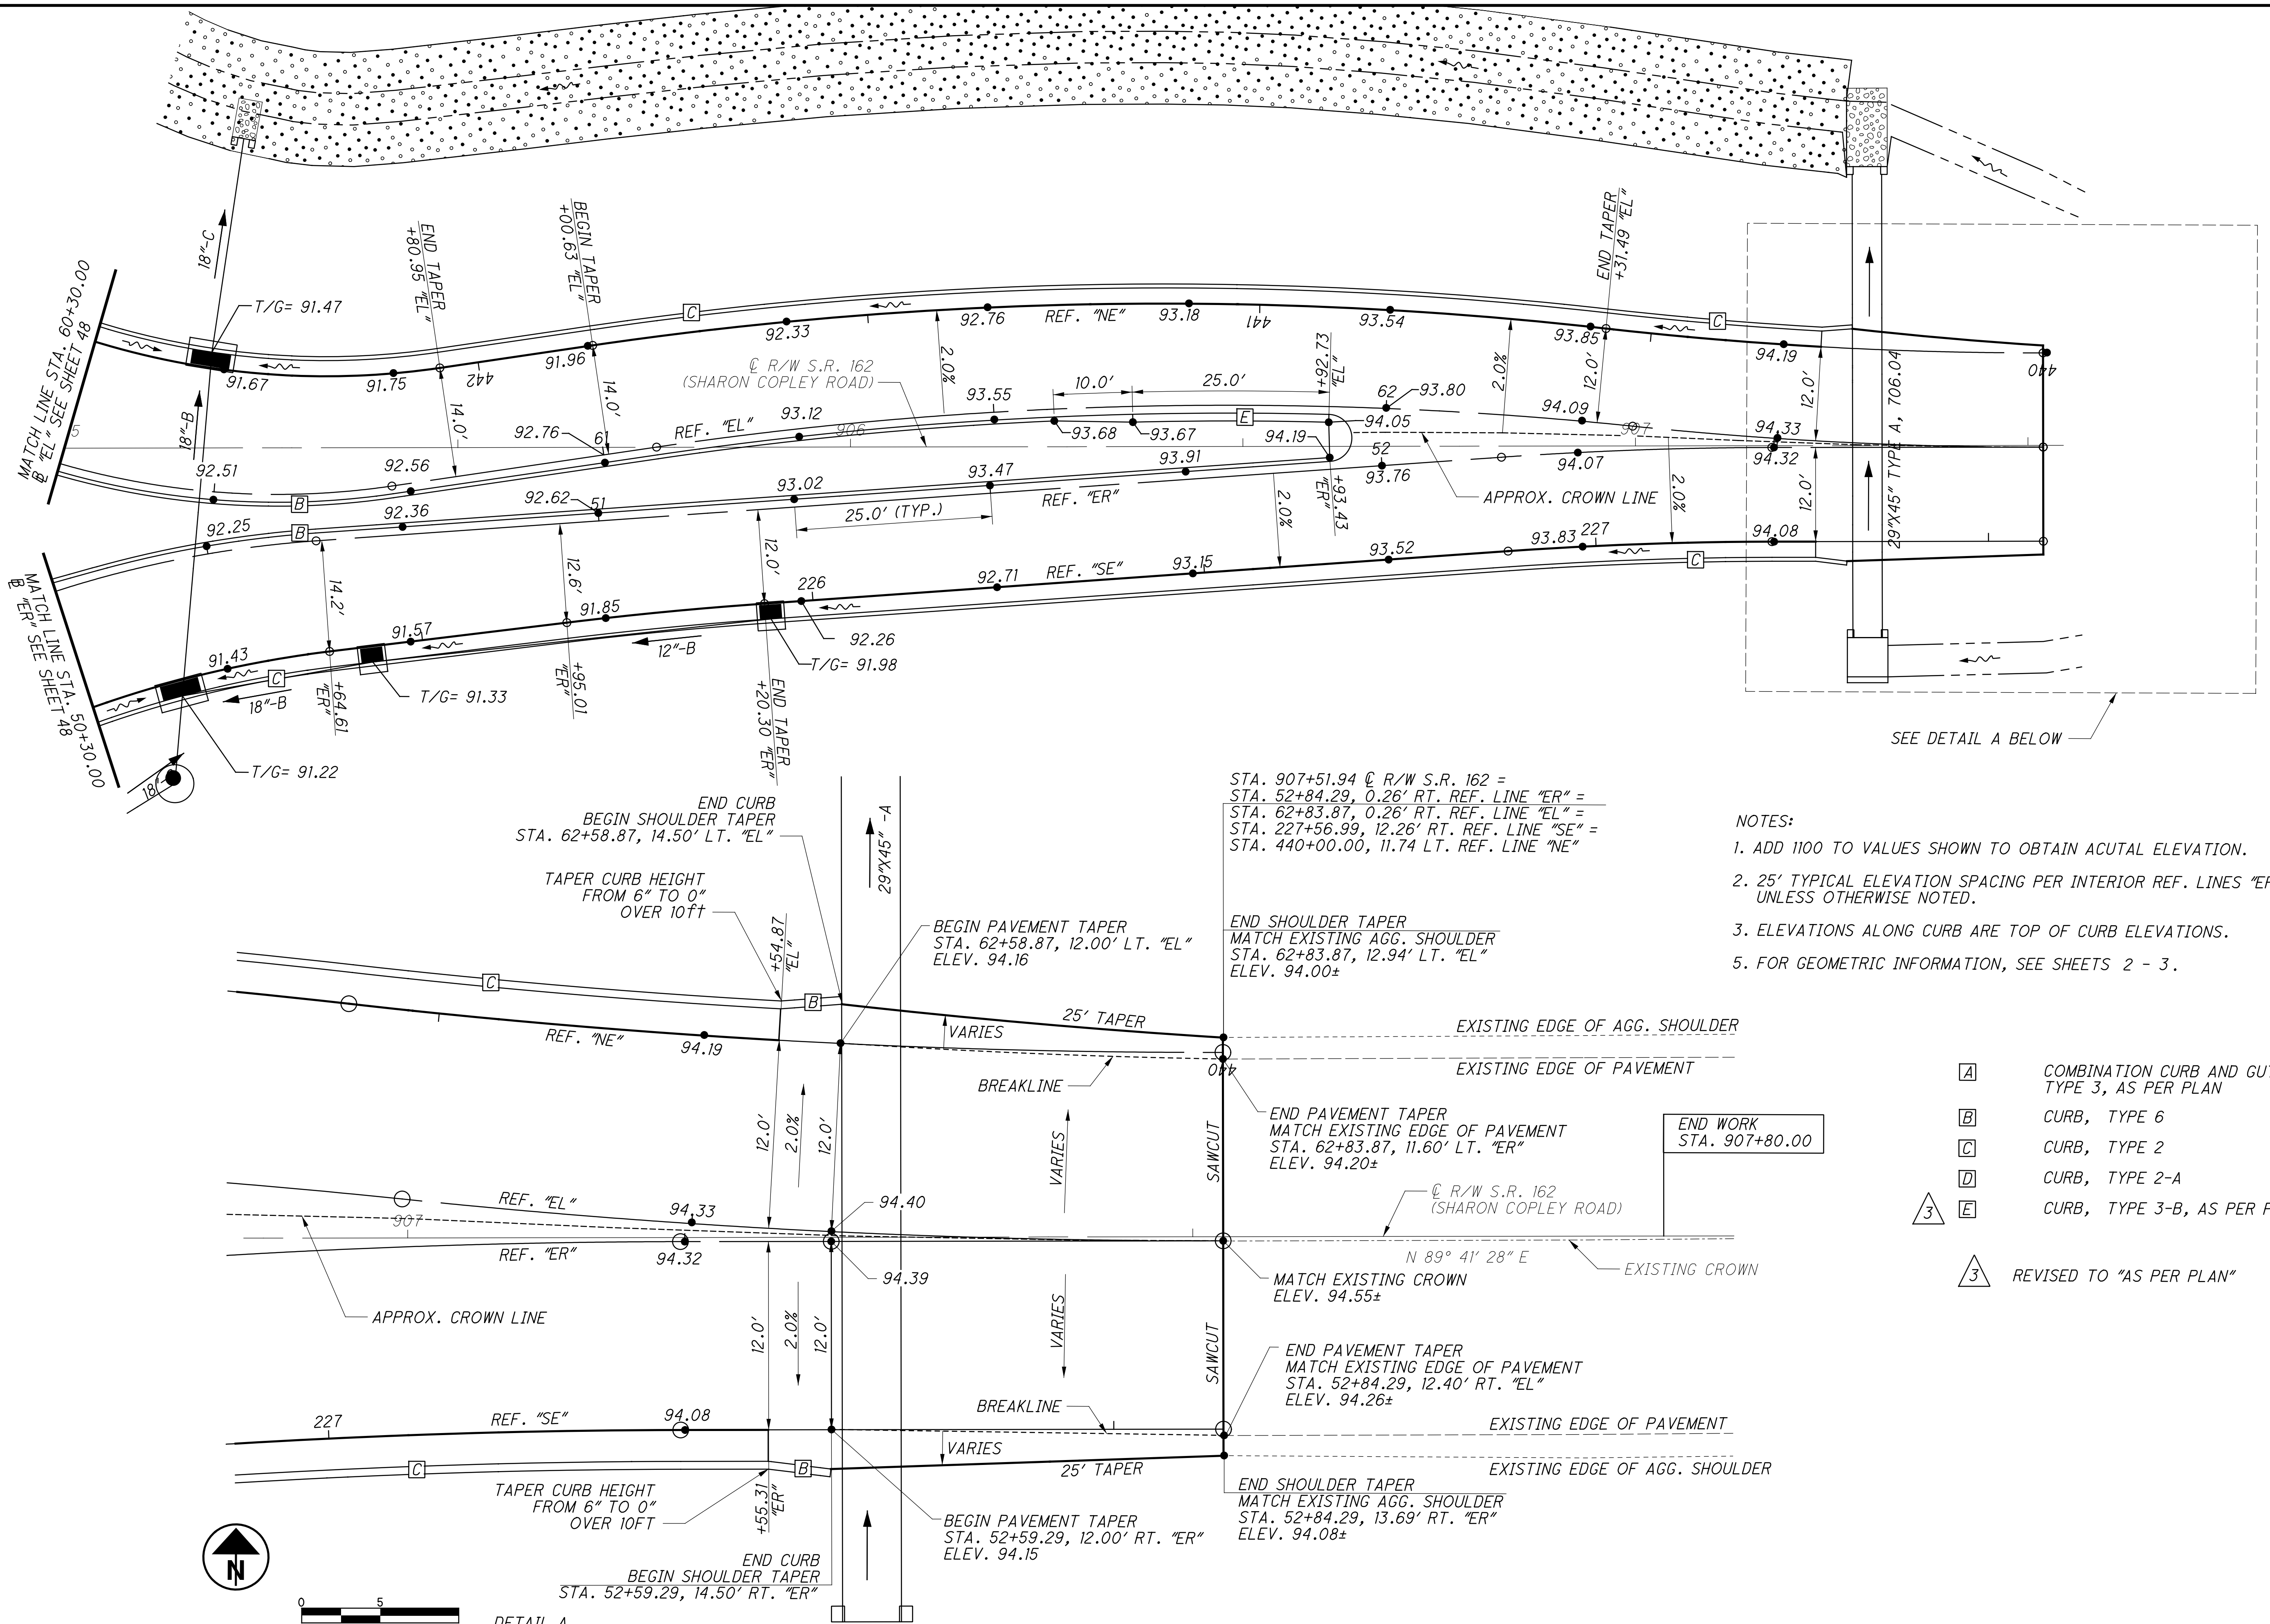 18"-C
T/G= 91.47
MATCH LINE STA. 60+30.00
℄ "EL" SEE SHEET 48
END TAPER
+80.95 "EL"
BEGIN TAPER
+00.63 "EL"
END TAPER
+31.49 "EL"
C
C
91.67
91.75
442
91.96
92.33
92.76
REF. "NE"
93.18
441
93.54
93.85
94.19
440
18"-B
14.0'
14.0'
2.0%
2.0%
12.0'
12.0'
℄ R/W S.R. 162
(SHARON COPLEY ROAD)
10.0'
25.0'
+92.73
"EL"
62
93.80
5
92.51
92.56
92.76
61
REF. "EL"
93.12
93.55
906
93.68
93.67
E
94.05
94.19
94.09
907
94.33
94.32
B
B
92.25
92.36
92.62
51
93.02
93.47
93.91
52
93.76
94.07
25.0' (TYP.)
REF. "ER"
+93.43
"ER"
APPROX. CROWN LINE
2.0%
2.0%
12.0'
29"X45" TYPE A, 706.04
MATCH LINE STA. 50+30.00
℄ "ER" SEE SHEET 48
14.2'
12.6'
12.0'
91.43
91.57
91.85
226
92.26
92.71
REF. "SE"
93.15
93.52
93.83
227
94.08
C
C
12"-B
18"-B
T/G= 91.98
T/G= 91.33
T/G= 91.22
+64.61
"ER"
+95.01
"ER"
END TAPER
+20.30 "ER"
18"
SEE DETAIL A BELOW
END CURB
BEGIN SHOULDER TAPER
STA. 62+58.87, 14.50' LT. "EL"
TAPER CURB HEIGHT
FROM 6" TO 0"
OVER 10ft
+54.87
"EL"
29"X45" -A
BEGIN PAVEMENT TAPER
STA. 62+58.87, 12.00' LT. "EL"
ELEV. 94.16
STA. 907+51.94 ℄ R/W S.R. 162 =
STA. 52+84.29, 0.26' RT. REF. LINE "ER" =
STA. 62+83.87, 0.26' RT. REF. LINE "EL" =
STA. 227+56.99, 12.26' RT. REF. LINE "SE" =
STA. 440+00.00, 11.74 LT. REF. LINE "NE"
END SHOULDER TAPER
MATCH EXISTING AGG. SHOULDER
STA. 62+83.87, 12.94' LT. "EL"
ELEV. 94.00±
NOTES:
1. ADD 1100 TO VALUES SHOWN TO OBTAIN ACUTAL ELEVATION.
2. 25' TYPICAL ELEVATION SPACING PER INTERIOR REF. LINES "ER
UNLESS OTHERWISE NOTED.
3. ELEVATIONS ALONG CURB ARE TOP OF CURB ELEVATIONS.
5. FOR GEOMETRIC INFORMATION, SEE SHEETS 2 - 3.
C
B
REF. "NE"
94.19
VARIES
25' TAPER
BREAKLINE
EXISTING EDGE OF AGG. SHOULDER
EXISTING EDGE OF PAVEMENT
440
12.0'
2.0%
12.0'
VARIES
SAWCUT
END PAVEMENT TAPER
MATCH EXISTING EDGE OF PAVEMENT
STA. 62+83.87, 11.60' LT. "ER"
ELEV. 94.20±
END WORK
STA. 907+80.00
A COMBINATION CURB AND GU
TYPE 3, AS PER PLAN
B CURB, TYPE 6
C CURB, TYPE 2
D CURB, TYPE 2-A
3 E CURB, TYPE 3-B, AS PER
3 REVISED TO "AS PER PLAN"
REF. "EL"
94.33
94.40
907
REF. "ER"
94.32
94.39
℄ R/W S.R. 162
(SHARON COPLEY ROAD)
N 89° 41' 28" E
EXISTING CROWN
MATCH EXISTING CROWN
ELEV. 94.55±
APPROX. CROWN LINE
12.0'
2.0%
12.0'
VARIES
SAWCUT
END PAVEMENT TAPER
MATCH EXISTING EDGE OF PAVEMENT
STA. 52+84.29, 12.40' RT. "EL"
ELEV. 94.26±
227
REF. "SE"
94.08
BREAKLINE
EXISTING EDGE OF PAVEMENT
C
B
VARIES
25' TAPER
EXISTING EDGE OF AGG. SHOULDER
TAPER CURB HEIGHT
FROM 6" TO 0"
OVER 10FT
+55.31
"ER"
END SHOULDER TAPER
MATCH EXISTING AGG. SHOULDER
STA. 52+84.29, 13.69' RT. "ER"
ELEV. 94.08±
BEGIN PAVEMENT TAPER
STA. 52+59.29, 12.00' RT. "ER"
ELEV. 94.15
END CURB
BEGIN SHOULDER TAPER
STA. 52+59.29, 14.50' RT. "ER"
N
0 5
DETAIL A